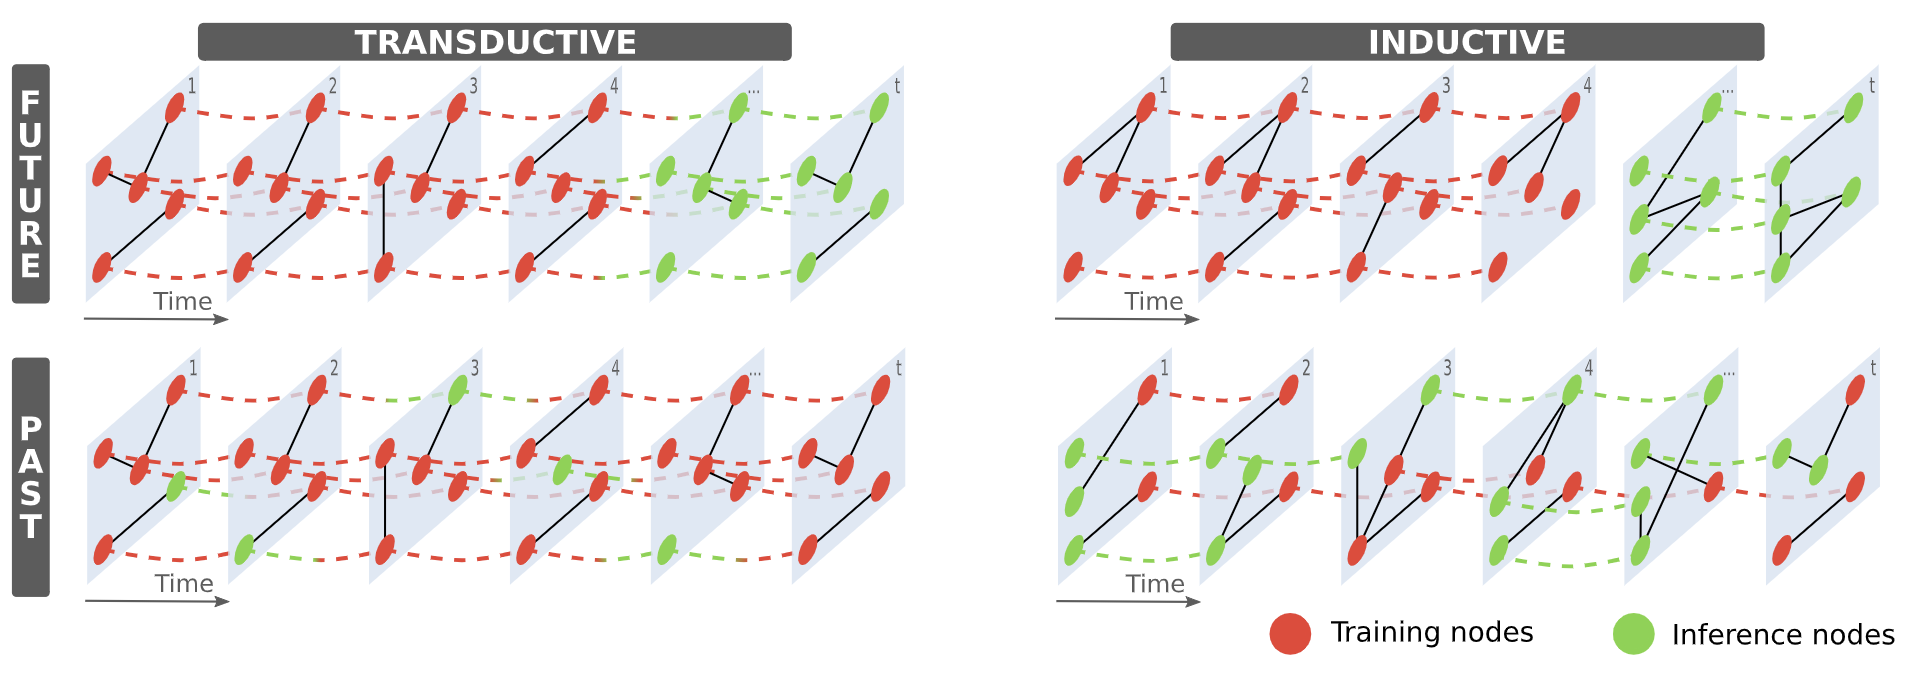 TRANSDUCTIVE
INDUCTIVE
FUTURE
1 2 3 4 ... t
Time
1 2 3 4 ... t
Time
PAST
1 2 3 4 ... t
Time
1 2 3 4 ... t
Time
Training nodes
Inference nodes